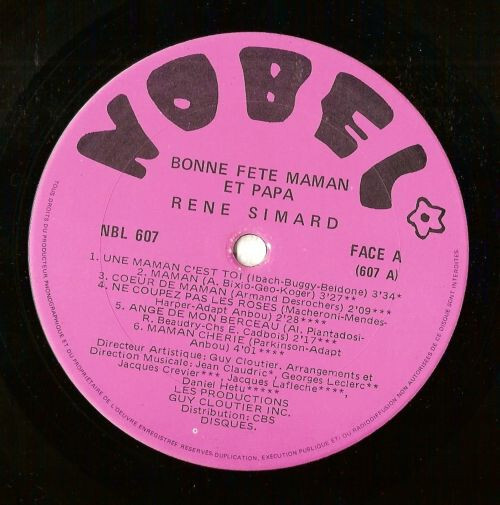 NOBEL
BONNE FETE MAMAN
ET PAPA
RENE SIMARD
NBL 607
FACE A
(607 A)
1. UNE MAMAN C'EST TOI (Ibach-Buggy-Beldone) 3'34*
2. MAMAN (A. Bixio-Geo-Koger) 3'27**
3. COEUR DE MAMAN (Armand Desrochers) 2'09***
4. NE COUPEZ PAS LES ROSES (Macheroni-Mendes-
Harper-Adapt Anbou) 2'28****
5. ANGE DE MON BERCEAU (Al. Piantadosi-
R. Beaudry-Chs E. Cadbois) 2'17***
6. MAMAN CHERIE (Parkinson-Adapt
Anbou) 4'01****
Directeur Artistique: Guy Cloutier. Arrangements et
Direction Musicale: Jean Claudric*, Georges Leclerc**
Jacques Crevier***, Jacques Lafleche****,
Daniel Hetu*****
LES PRODUCTIONS
GUY CLOUTIER INC.
Distribution: CBS
DISQUES.
TOUS DROITS DU PRODUCTEUR PHONOGRAPHIQUE ET DU PROPRIETAIRE DE L'OEUVRE ENREGISTREE RESERVES DUPLICATION, EXECUTION PUBLIQUE ET/OU RADIODIFFUSION NON AUTORISEES DE CE DISQUE SONT INTERDITES.